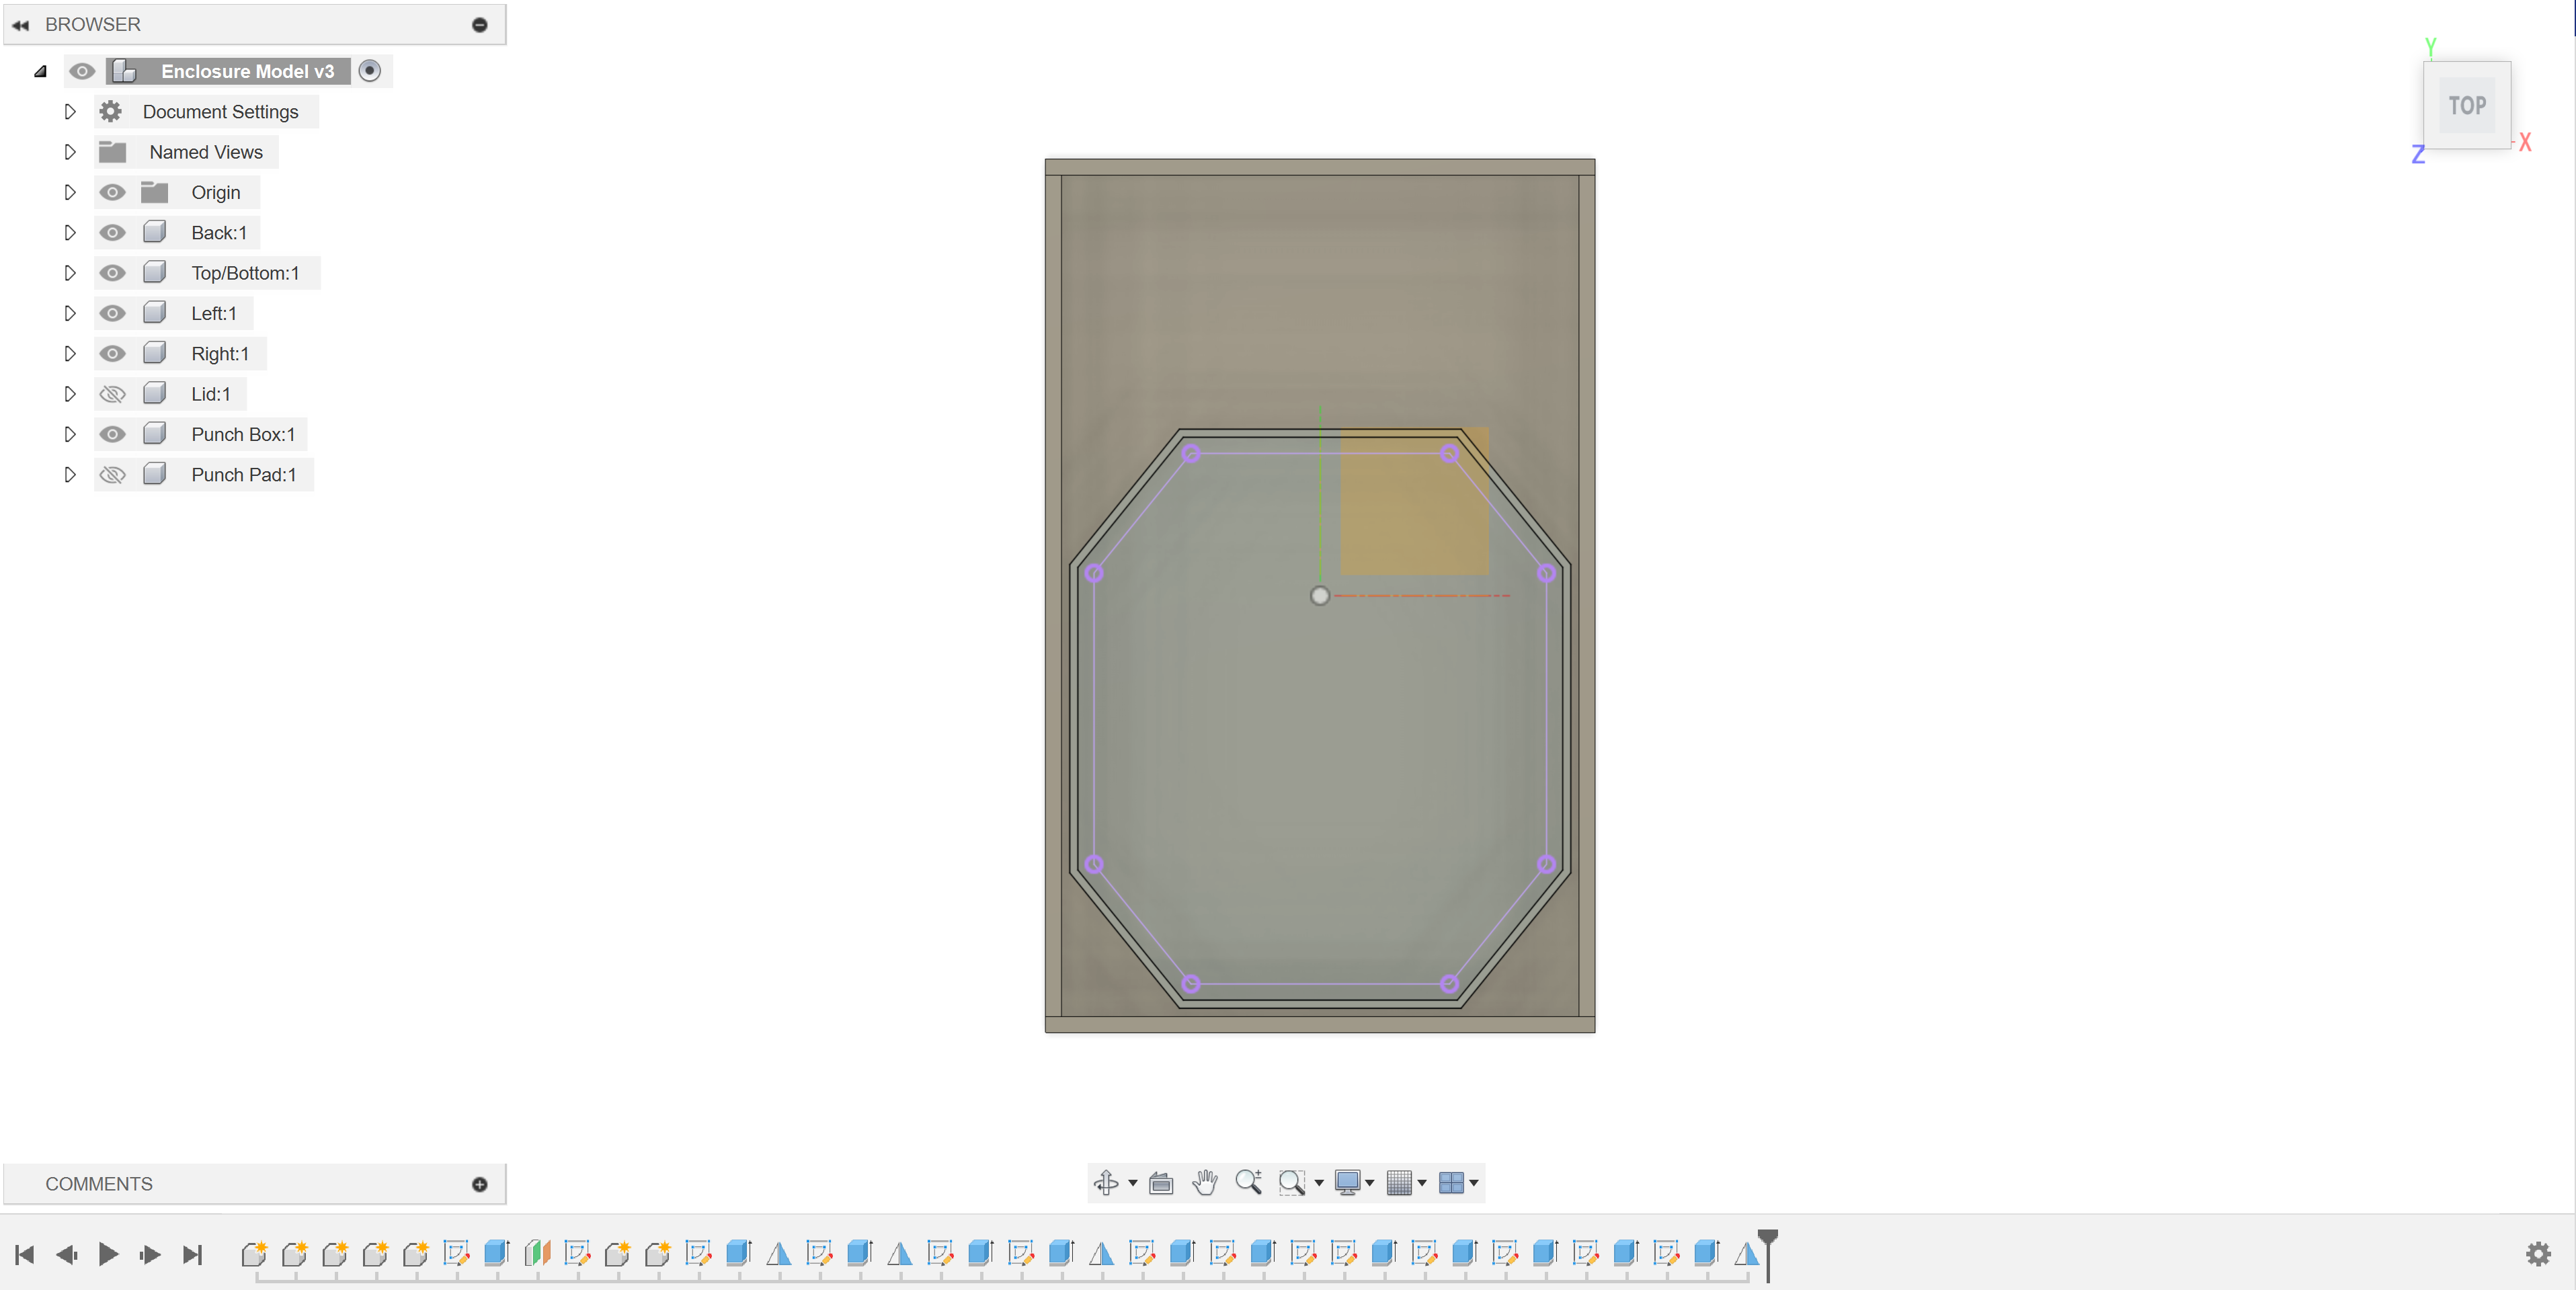 BROWSER
Enclosure Model v3
Document Settings
Named Views
Origin
Back:1
Top/Bottom:1
Left:1
Right:1
Lid:1
Punch Box:1
Punch Pad:1
Y
TOP
X
Z
COMMENTS